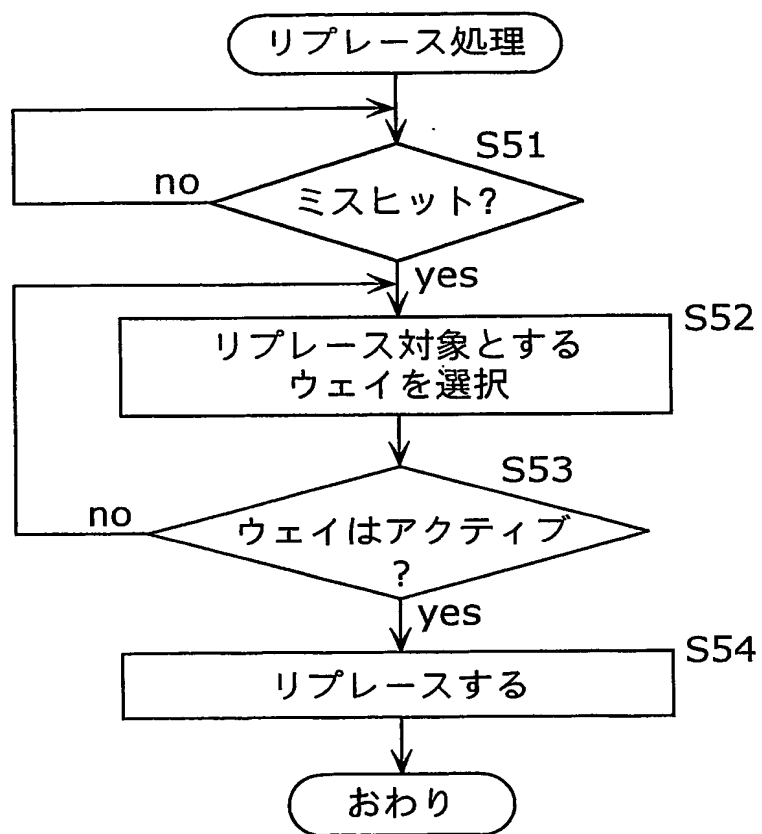 リプレース処理
S51
no
ミスヒット?
yes
S52
リプレース対象とする
ウェイを選択
S53
no
ウェイはアクティブ
?
yes
S54
リプレースする
おわり